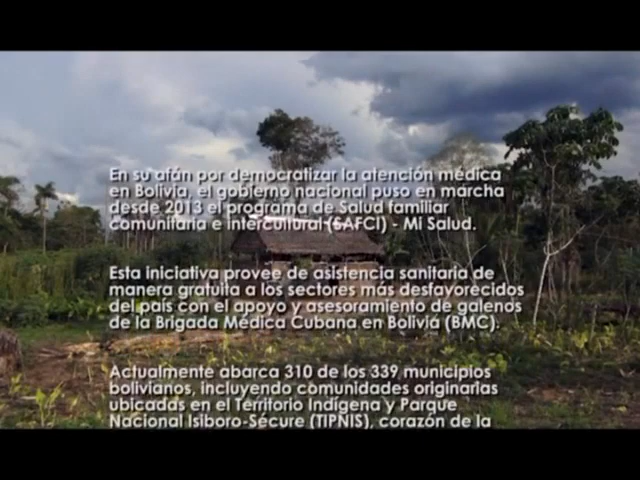 En su afán por democratizar la atención médica
en Bolivia, el gobierno nacional puso en marcha
desde 2013 el programa de Salud familiar
comunitaria e intercultural (SAFCI) - Mi Salud.
Esta iniciativa provee de asistencia sanitaria de
manera gratuita a los sectores más desfavorecidos
del país con el apoyo y asesoramiento de galenos
de la Brigada Médica Cubana en Bolivia (BMC).
Actualmente abarca 310 de los 339 municipios
bolivianos, incluyendo comunidades originarias
ubicadas en el Territorio Indígena y Parque
Nacional Isiboro-Sécure (TIPNIS), corazón de la